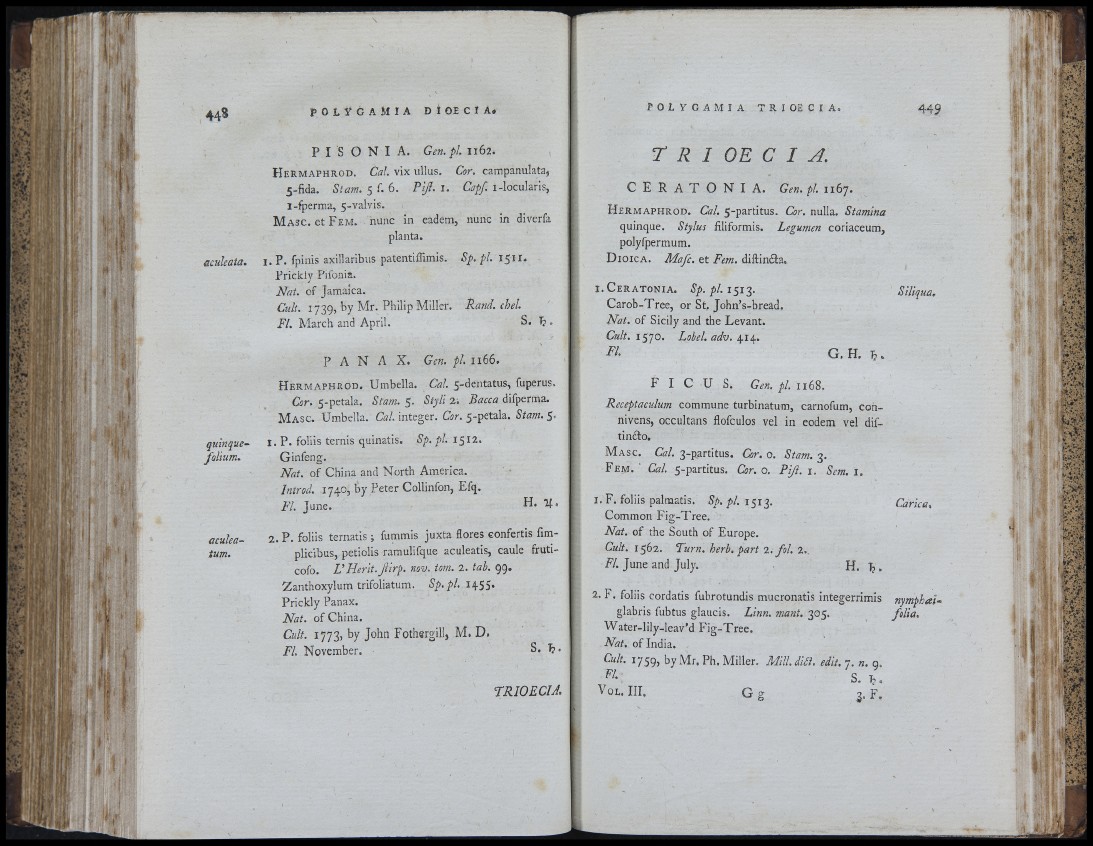 448 POLYGAMIA DIOECIA.
PISONIA. Gen. pl. 1162.
HERMAPHROD. Cal. vix ullus. Cor. campanulata,
5-fida. Stam. 5 ſ. 6. Piſt. 1. Capſ. 1-locularis,
1-ſperma, 5-valvis.
MASC. et FEM. nunc in eadem, nunc in diverſa
planta.
aculeata. 1. P. ſpinis axillaribus patentiſſimis. Sp. pl. 1511.
Prickly Piſonia.
Nat. of Jamaica.
Cult. 1739, by Mr. Philip Miller. Rand. chel.
Fl. March and April. S. ♄.
PANAX. Gen. pl. 1166.
HERMAPHROD. Umbella. Cal. 5-dentatus, ſuperus.
Cor. 5-petala. Stam. 5. Styli 2. Bacca diſperma.
MASC. Umbella. Cal. integer. Cor. 5-petala. Stam. 5.
quinque- 1. P. foliis ternis quinatis. Sp. pl. 1512.
folium. Ginſeng.
Nat. of China and North America.
Introd. 1740, by Peter Collinſon, Eſq.
Fl. June. H. ♃.
aculea- 2. P. foliis ternatis; ſummis juxta flores confertis ſim-
tum. plicibus, petiolis ramuliſque aculeatis, caule fruti-
coſo. L'Herit. ſtirp. nov. tom. 2. tab. 99.
Zanthoxylum trifoliatum. Sp. pl. 1455.
Prickly Panax.
Nat. of China.
Cult. 1773, by John Fothergill, M. D.
Fl. November. S. ♄.
TRIOECIA.
POLYGAMIA TRIOECIA. 449
TRIOECIA.
CERATONIA. Gen. pl. 1167.
HERMAPHROD. Cal. 5-partitus. Cor. nulla. Stamina
quinque. Stylus filiformis. Legumen coriaceum,
polyſpermum.
DIOICA. Maſc. et Fem. diſtincta.
1. CERATONIA. Sp. pl. 1513. Siliqua.
Carob-Tree, or St. John's-bread.
Nat. of Sicily and the Levant.
Cult. 1570. Lobel. adv. 414.
Fl. G. H. ♄.
FICUS. Gen. pl. 1168.
Receptaculum commune turbinatum, carnoſum, con-
nivens, occultans floſculos vel in eodem vel diſ-
tincto.
MASC. Cal. 3-partitus. Cor. 0. Stam. 3.
FEM. Cal. 5-partitus. Cor. 0. Piſt. 1. Sem. 1.
1. F. foliis palmatis. Sp. pl. 1513. Carica.
Common Fig-Tree.
Nat. of the South of Europe.
Cult. 1562. Turn. herb. part 2. fol. 2.
Fl. June and July. H. ♄.
2. F. foliis cordatis ſubrotundis mucronatis integerrimis nymphæi-
glabris ſubtus glaucis. Linn. mant. 305. folia.
Water-lily-leav'd Fig-Tree.
Nat. of India.
Cult. 1759, by Mr. Ph. Miller. Mill. dict. edit. 7. n. 9.
Fl. S. ♄.
VOL. III. G g 3. F.